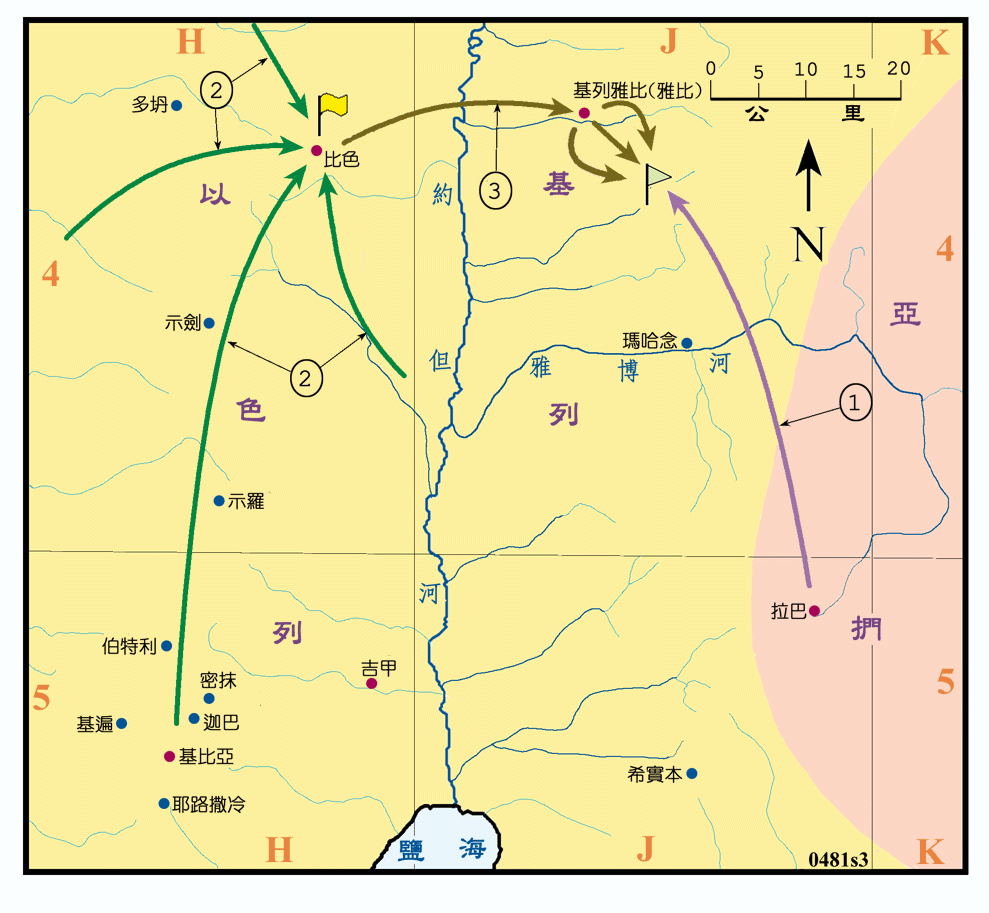 H
J
K
0 5 10 15 20
公 里
②
多坍
基列雅比(雅比)
比色
③
以
約
基
N
4
4
示劍
亞
瑪哈念
但
雅 博 河
②
①
色
列
示羅
河
拉巴
捫
列
伯特利
吉甲
密抹
5
5
基遍
迦巴
基比亞
希實本
耶路撒冷
鹽 海
H
J
0481s3
K